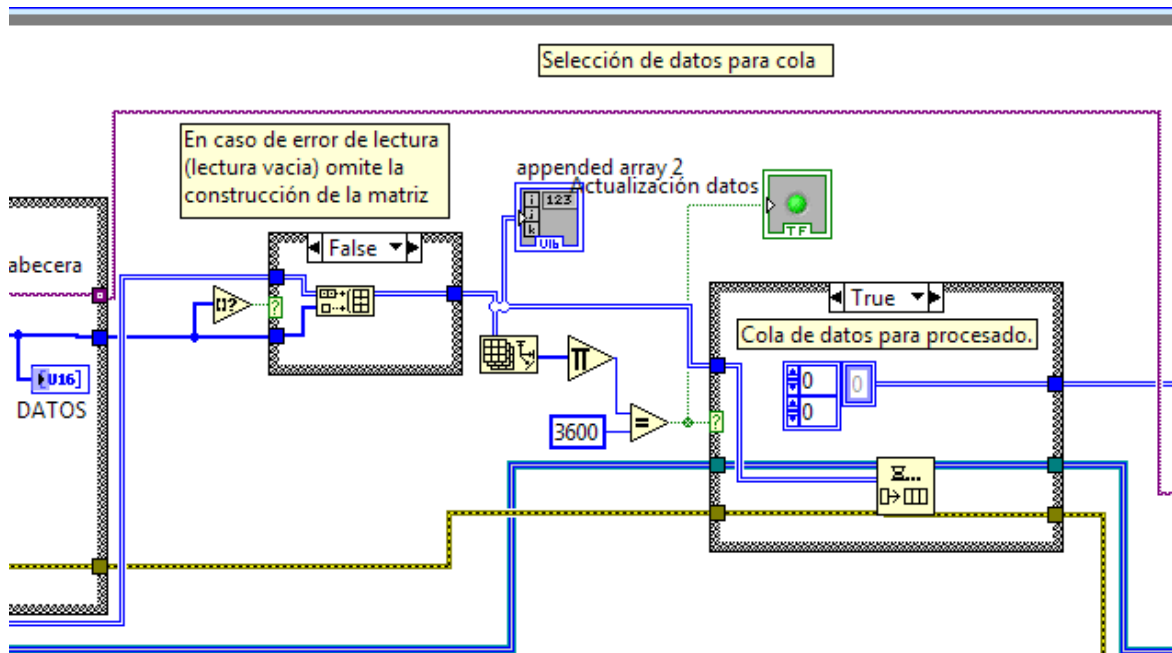 Selección de datos para cola
En caso de error de lectura
(lectura vacia) omite la
construcción de la matriz
appended array 2
Actualización datos
123
i
j
k
U16
TF
abecera
False
True
Cola de datos para procesado.
[]?
?
?
0
0
0
[U16]
DATOS
3600
=